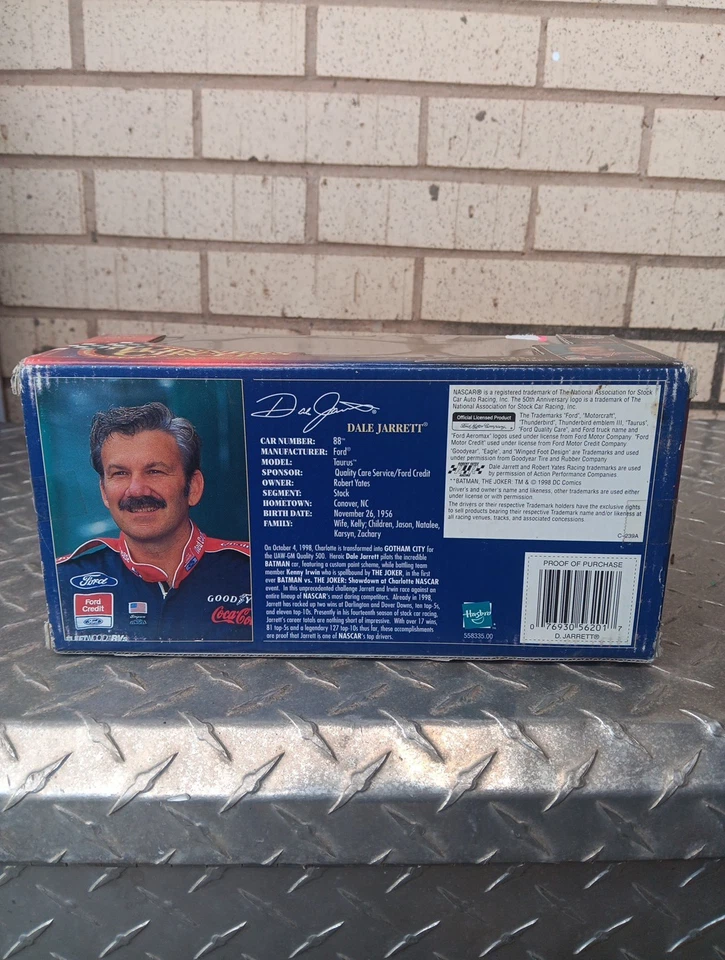 Dale Jarrett®
DALE JARRETT®
CAR NUMBER: 88™
MANUFACTURER: Ford®
MODEL: Taurus™
SPONSOR: Quality Care Service/Ford Credit
OWNER: Robert Yates
SEGMENT: Stock
HOMETOWN: Conover, NC
BIRTH DATE: November 26, 1956
FAMILY: Wife, Kelly; Children, Jason, Natalee,
Karsyn, Zachary
On October 4, 1998, Charlotte is transformed into GOTHAM CITY for
the UAW-GM Quality 500. Heroic Dale Jarrett pilots the incredible
BATMAN car, featuring a custom paint scheme, while battling team
member Kenny Irwin who is spellbound by THE JOKER, in the first
ever BATMAN vs. THE JOKER: Showdown at Charlotte NASCAR
event. In this unprecedented challenge Jarrett and Irwin race against an
entire lineup of NASCAR's most daring competitors. Already in 1998,
Jarrett has racked up two wins at Darlington and Dover Downs, ten top-5s,
and eleven top-10s. Presently in his fourteenth season of stock car racing,
Jarrett's career totals are nothing short of impressive. With over 17 wins,
81 top-5s and a legendary 127 top-10s thus far, these accomplishments
are proof that Jarrett is one of NASCAR's top drivers.
Ford
Ford
Credit
Ford
GOODYEAR
Coca-Cola
Hasbro
558335.00
NASCAR® is a registered trademark of The National Association for Stock
Car Auto Racing, Inc. The 50th Anniversary logo is a trademark of The
National Association for Stock Car Racing, Inc.
Official Licensed Product
Ford Motor Company
The Trademarks "Ford", "Motorcraft",
"Thunderbird", Thunderbird emblem III, "Taurus",
"Ford Quality Care", and Ford truck name and
"Ford Aeromax" logos used under license from Ford Motor Company. "Ford
Motor Credit" used under license from Ford Motor Credit Company.
"Goodyear", "Eagle", and "Winged Foot Design" are Trademarks and used
under permission from Goodyear Tire and Rubber Company
Dale Jarrett and Robert Yates Racing trademarks are used
by permission of Action Performance Companies.
**BATMAN, THE JOKER: TM & © 1998 DC Comics
Driver's and owner's name and likeness, other trademarks are used either
under license or with permission.
The drivers or their respective Trademark holders have the exclusive rights
to sell products bearing their respective Trademark name and/or likeness at
all racing venues, tracks, and associated concessions.
C-4239A
PROOF OF PURCHASE
0 76930 56201 7
D. JARRETT®